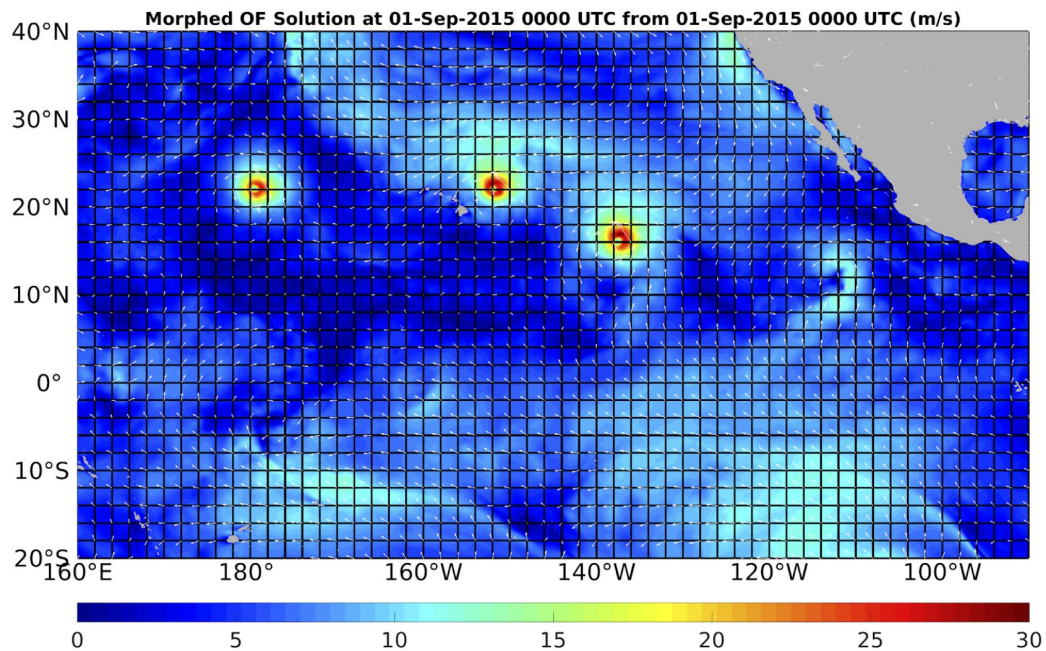 Morphed OF Solution at 01-Sep-2015 0000 UTC from 01-Sep-2015 0000 UTC (m/s)
40°N
30°N
20°N
10°N
0°
10°S
20°S
160°E 180° 160°W 140°W 120°W 100°W
0 5 10 15 20 25 30